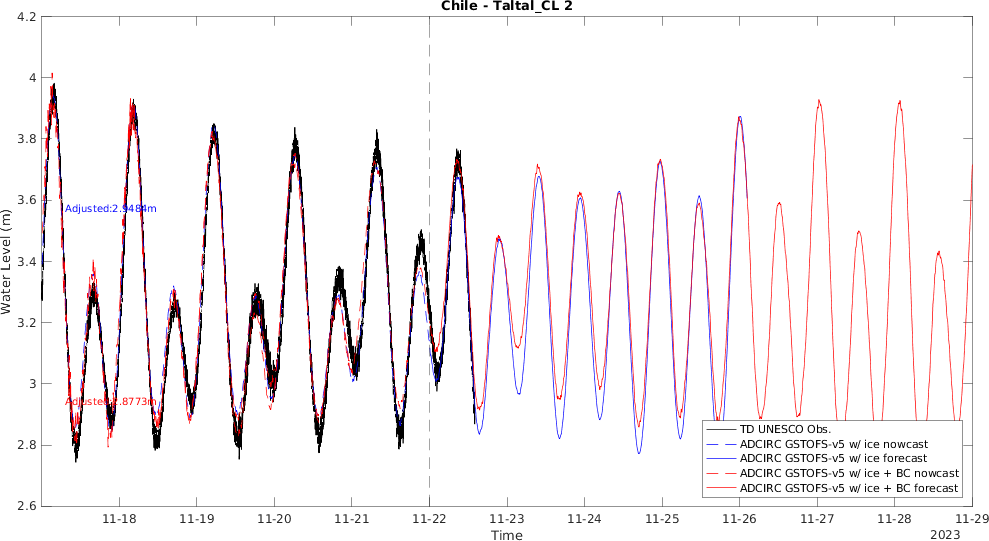 Chile - Taltal_CL 2
4.2
4
3.8
3.6
3.4
3.2
3
2.8
2.6
Water Level (m)
Adjusted:2.9484m
Adjusted:2.8773m
TD UNESCO Obs.
ADCIRC GSTOFS-v5 w/ ice nowcast
ADCIRC GSTOFS-v5 w/ ice forecast
ADCIRC GSTOFS-v5 w/ ice + BC nowcast
ADCIRC GSTOFS-v5 w/ ice + BC forecast
11-18 11-19 11-20 11-21 11-22 11-23 11-24 11-25 11-26 11-27 11-28 11-29
Time
2023